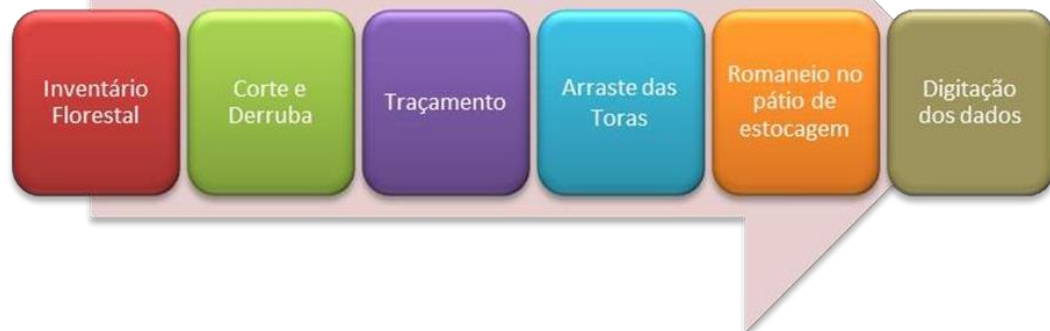 Inventário
Florestal
Corte e
Derruba
Traçamento
Arraste das
Toras
Romaneio no
pátio de
estocagem
Digitação
dos dados